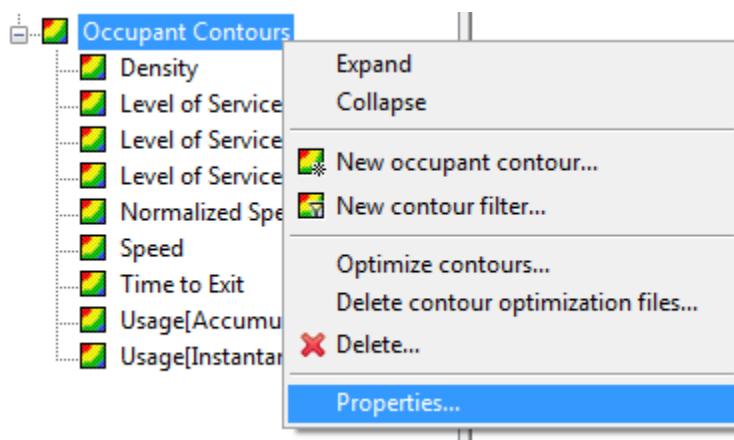 Occupant Contours
Density
Level of Service
Level of Service
Level of Service
Normalized Spe
Speed
Time to Exit
Usage[Accumu
Usage[Instantan
Expand
Collapse
New occupant contour...
New contour filter...
Optimize contours...
Delete contour optimization files...
Delete...
Properties...